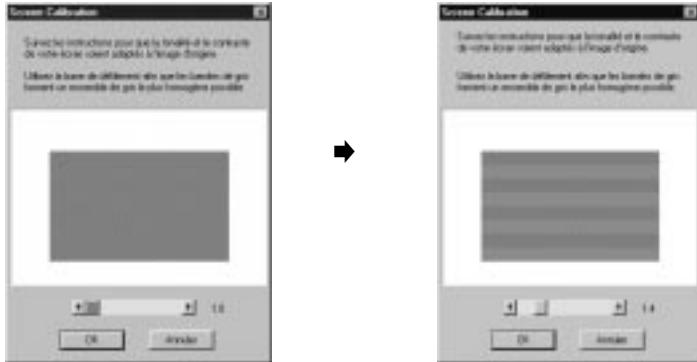 Screen Calibration
Suivez les instructions pour que la tonalité et le contraste
de votre écran soient adaptés à l'image d'origine.
Utilisez la barre de défilement afin que les bandes de gris
forment un ensemble de gris le plus homogène possible.
1.0
OK
Annuler
Screen Calibration
Suivez les instructions pour que la tonalité et le contraste
de votre écran soient adaptés à l'image d'origine.
Utilisez la barre de défilement afin que les bandes de gris
forment un ensemble de gris le plus homogène possible.
1.4
OK
Annuler